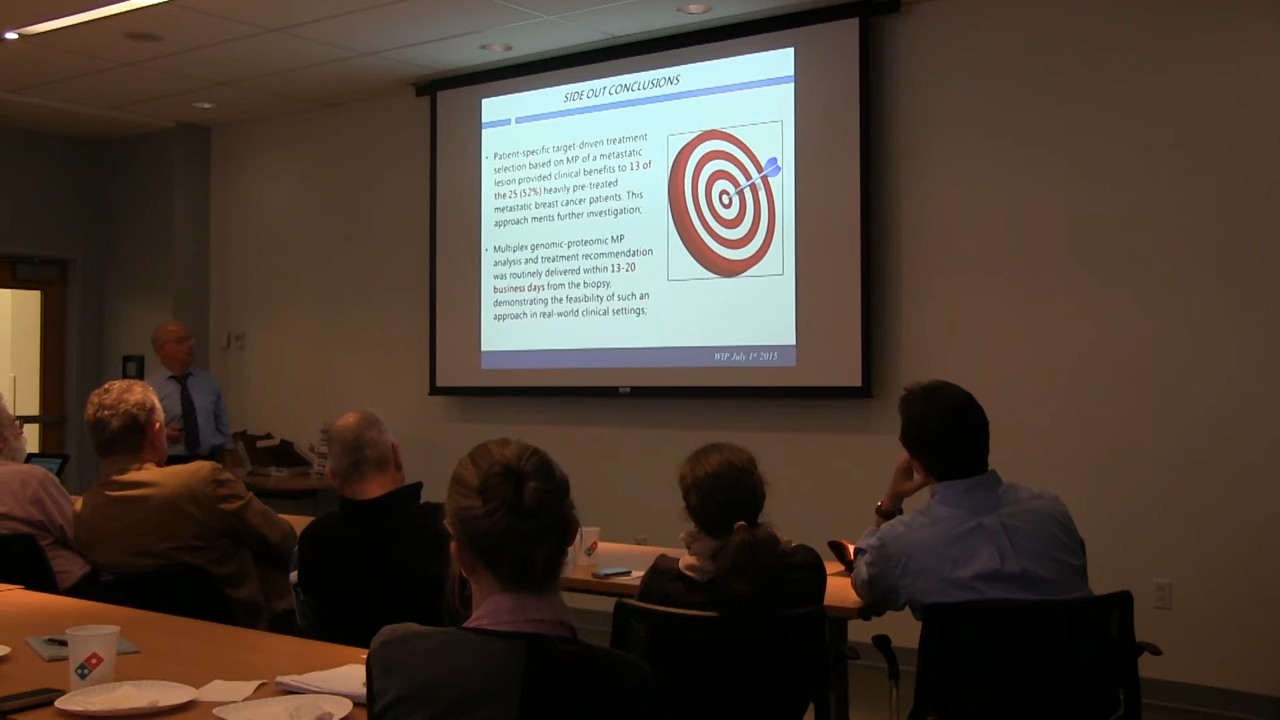 SIDE OUT CONCLUSIONS
• Patient-specific target-driven treatment
selection based on MP of a metastatic
lesion provided clinical benefits to 13 of
the 25 (52%) heavily pre-treated
metastatic breast cancer patients. This
approach merits further investigation;
• Multiplex genomic-proteomic MP
analysis and treatment recommendation
was routinely delivered within 13-20
business days from the biopsy,
demonstrating the feasibility of such an
approach in real-world clinical settings;
WIP July 1st 2015